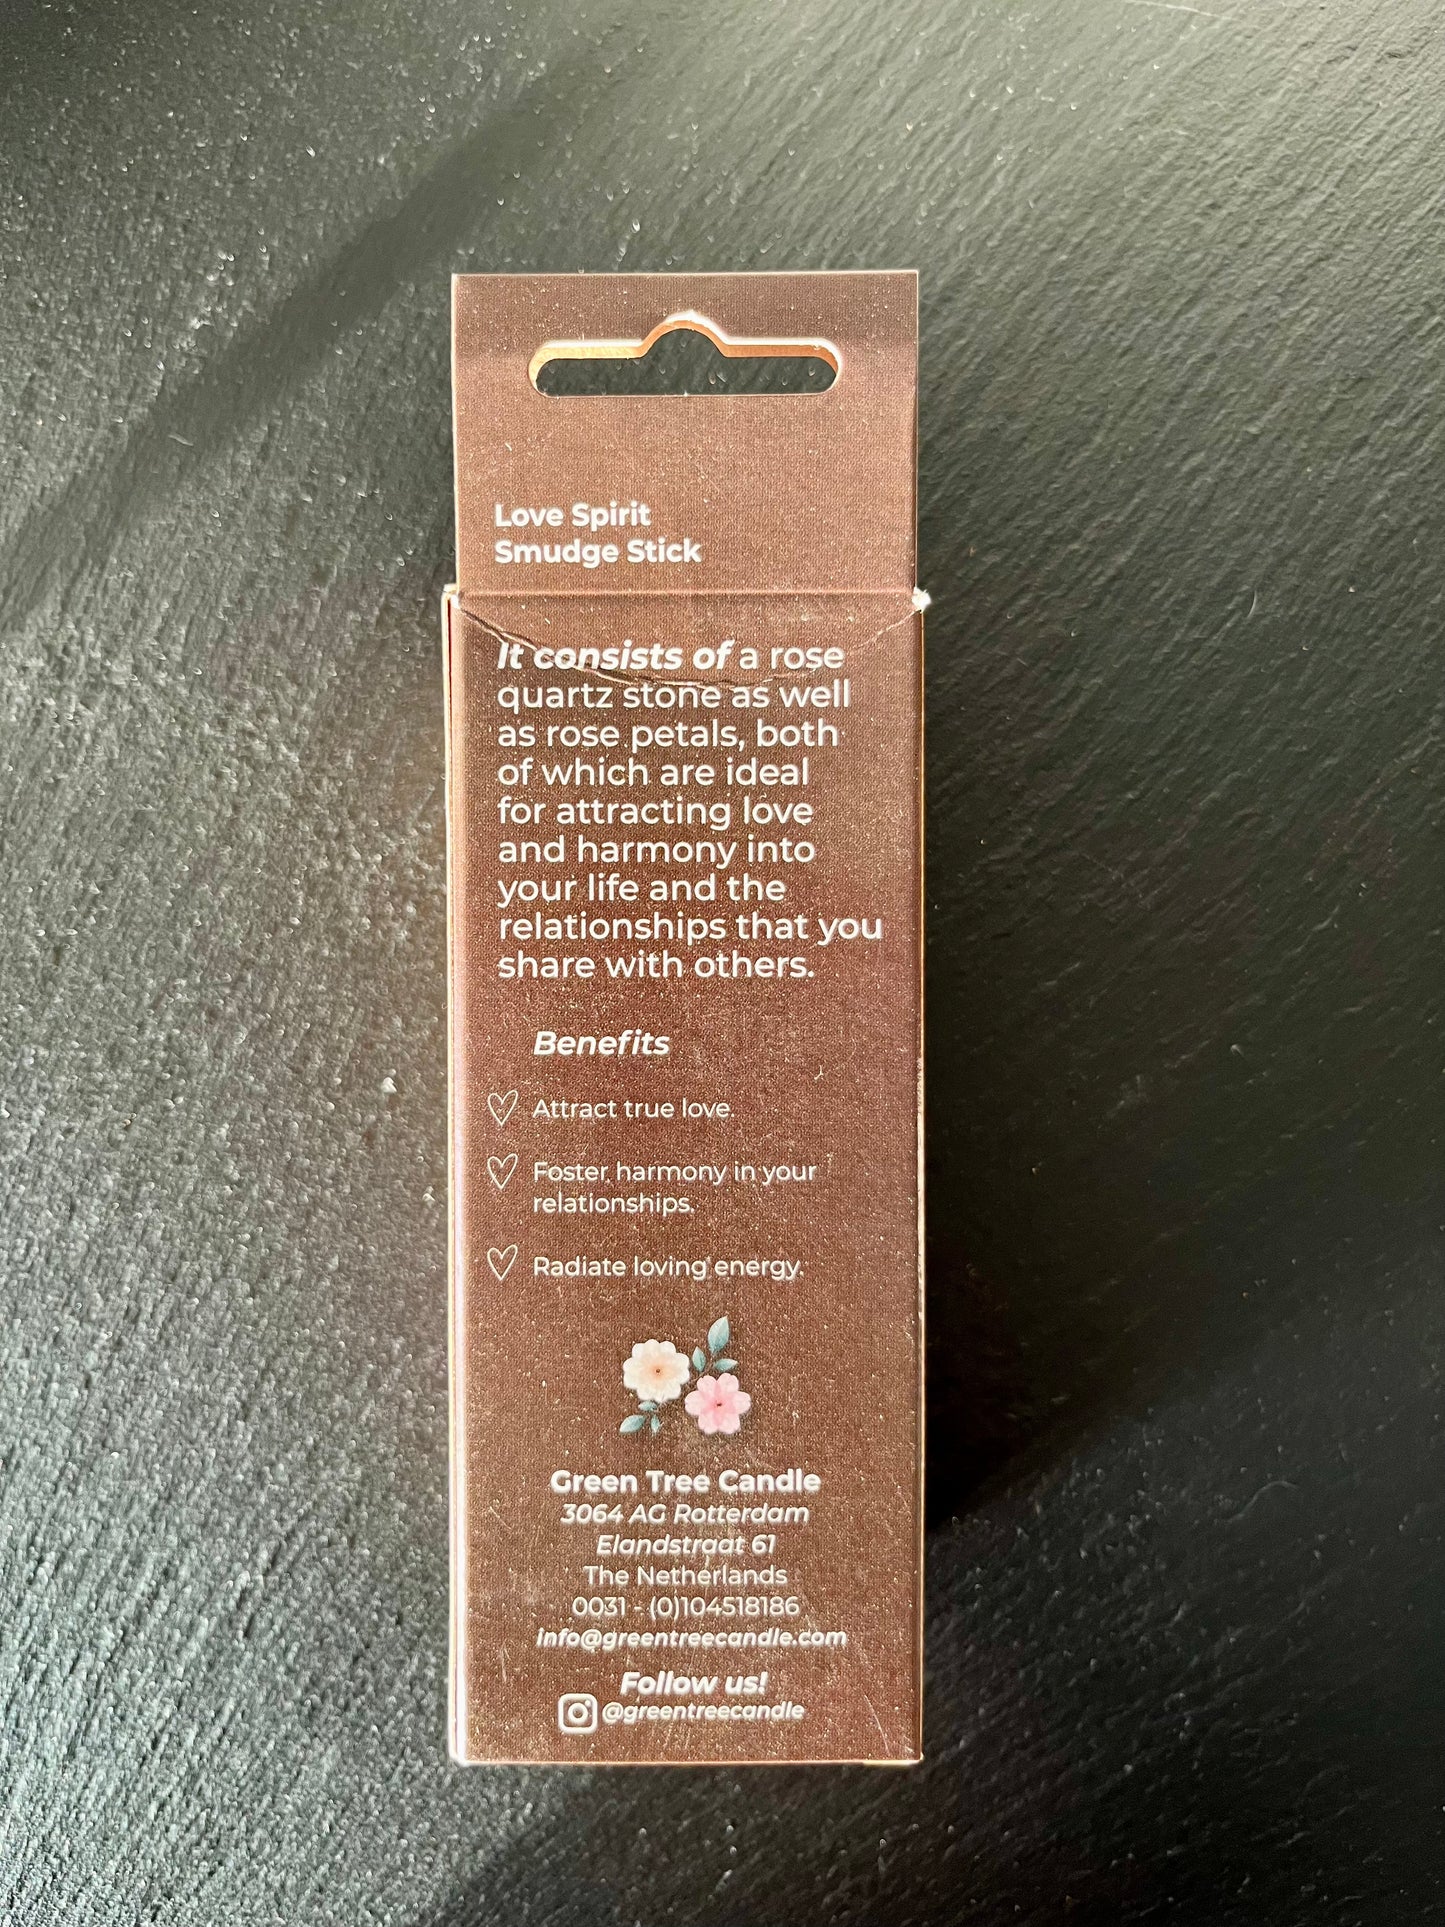 Love Spirit
Smudge Stick
It consists of a rose
quartz stone as well
as rose petals, both
of which are ideal
for attracting love
and harmony into
your life and the
relationships that you
share with others.
Benefits
Attract true love.
Foster harmony in your
relationships.
Radiate loving energy.
Green Tree Candle
3064 AG Rotterdam
Elandstraat 61
The Netherlands
0031 - (0)104518186
info@greentreecandle.com
Follow us!
@greentreecandle